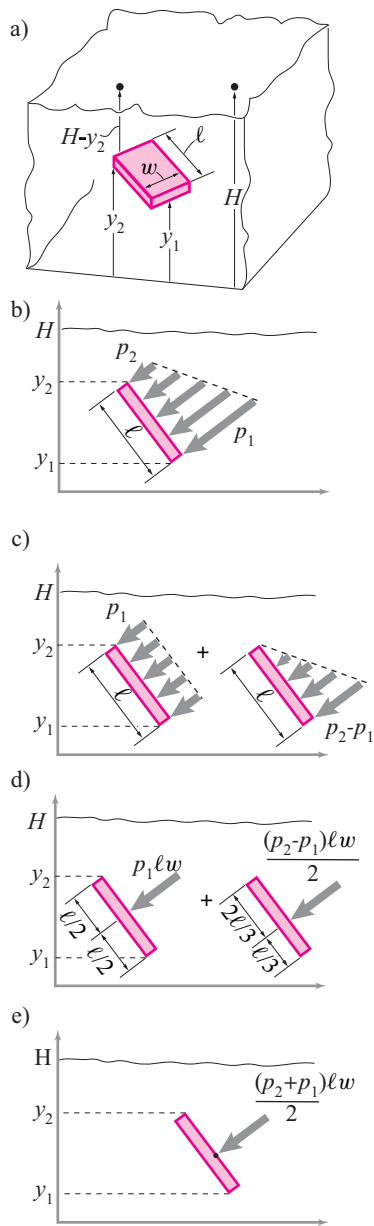 a)
H-y₂
ℓ
w
H
y₂
y₁
b)
H
p₂
y₂
ℓ
p₁
y₁
c)
H
p₁
y₂
+
ℓ
ℓ
y₁
p₂-p₁
d)
H
(p₂-p₁)ℓw
2
p₁ℓw
y₂
+
ℓ/2
2ℓ/3
ℓ/2
ℓ/3
y₁
e)
H
(p₂+p₁)ℓw
2
y₂
y₁